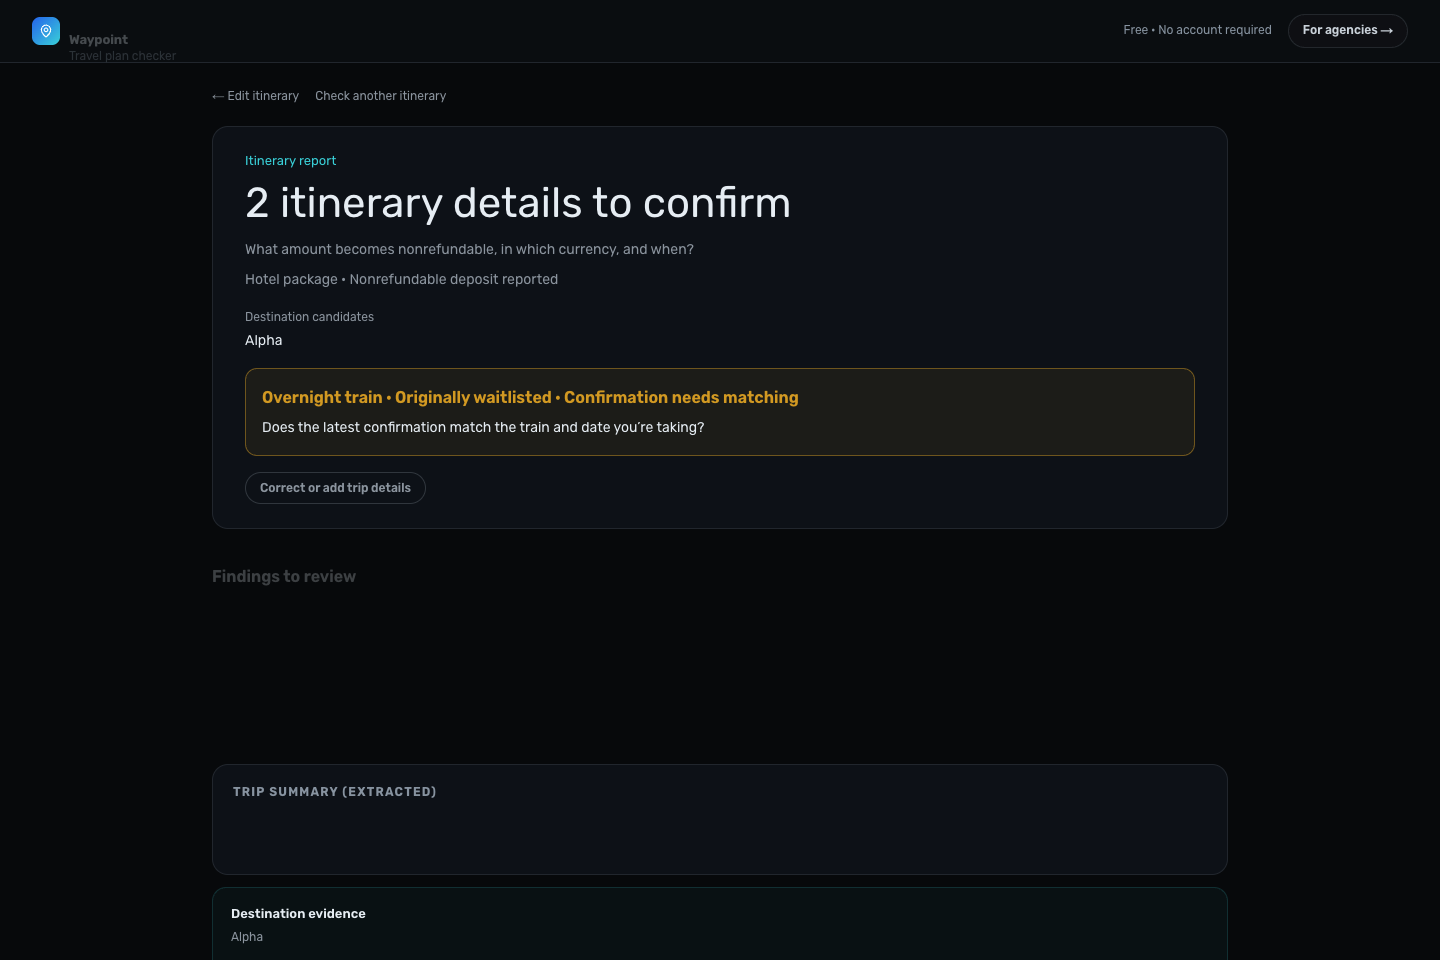 Waypoint
Travel plan checker
Free • No account required
For agencies →
← Edit itinerary
Check another itinerary
Itinerary report
2 itinerary details to confirm
What amount becomes nonrefundable, in which currency, and when?
Hotel package • Nonrefundable deposit reported
Destination candidates
Alpha
Overnight train • Originally waitlisted • Confirmation needs matching
Does the latest confirmation match the train and date you're taking?
Correct or add trip details
Findings to review
TRIP SUMMARY (EXTRACTED)
Destination evidence
Alpha